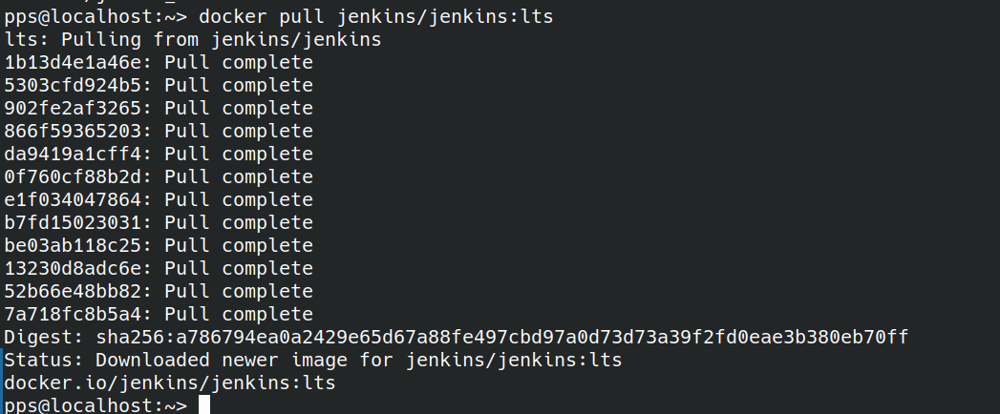 pps@localhost:~> docker pull jenkins/jenkins:lts
lts: Pulling from jenkins/jenkins
1b13d4e1a46e: Pull complete
5303cfd924b5: Pull complete
902fe2af3265: Pull complete
866f59365203: Pull complete
da9419a1cff4: Pull complete
0f760cf88b2d: Pull complete
e1f034047864: Pull complete
b7fd15023031: Pull complete
be03ab118c25: Pull complete
13230d8adc6e: Pull complete
52b66e48bb82: Pull complete
7a718fc8b5a4: Pull complete
Digest: sha256:a786794ea0a2429e65d67a88fe497cbd97a0d73d73a39f2fd0eae3b380eb70ff
Status: Downloaded newer image for jenkins/jenkins:lts
docker.io/jenkins/jenkins:lts
pps@localhost:~>